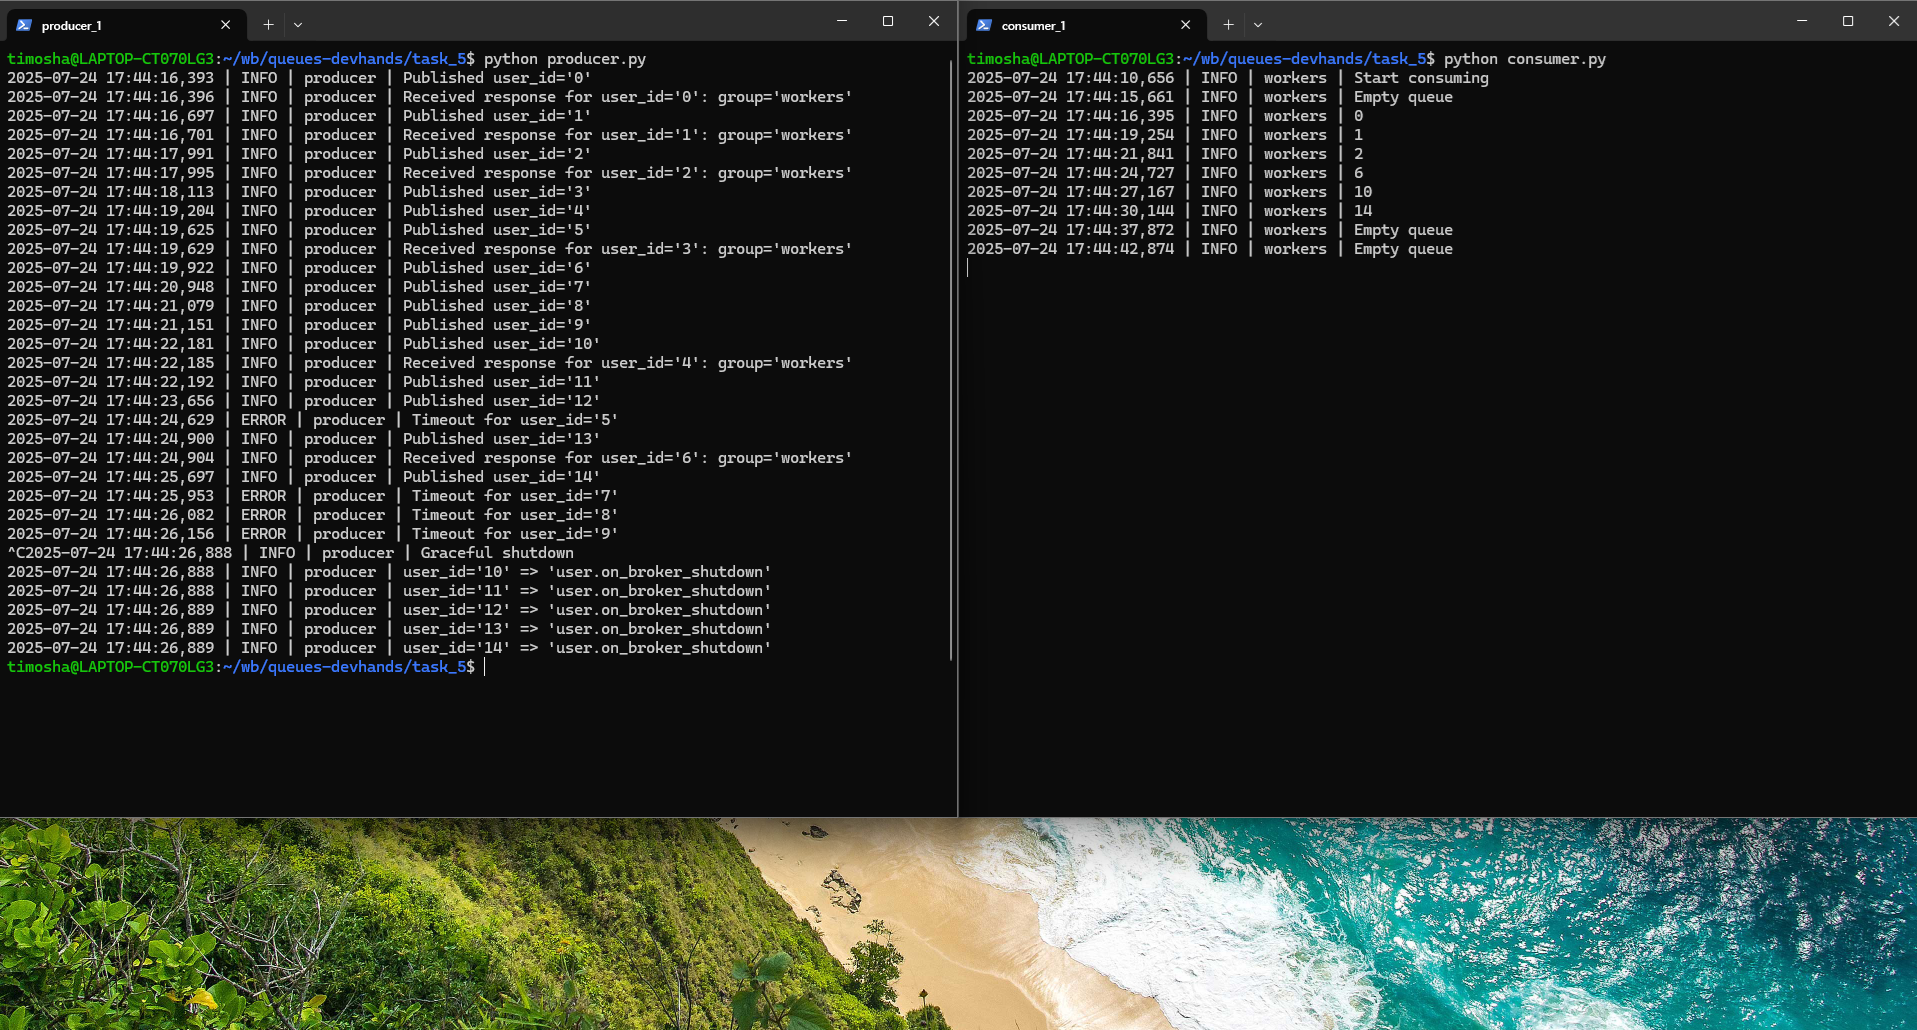 producer_1
timosha@LAPTOP-CT070LG3:~/wb/queues-devhands/task_5$ python producer.py
2025-07-24 17:44:16,393 | INFO | producer | Published user_id='0'
2025-07-24 17:44:16,396 | INFO | producer | Received response for user_id='0': group='workers'
2025-07-24 17:44:16,697 | INFO | producer | Published user_id='1'
2025-07-24 17:44:16,701 | INFO | producer | Received response for user_id='1': group='workers'
2025-07-24 17:44:17,991 | INFO | producer | Published user_id='2'
2025-07-24 17:44:17,995 | INFO | producer | Received response for user_id='2': group='workers'
2025-07-24 17:44:18,113 | INFO | producer | Published user_id='3'
2025-07-24 17:44:19,204 | INFO | producer | Published user_id='4'
2025-07-24 17:44:19,625 | INFO | producer | Published user_id='5'
2025-07-24 17:44:19,629 | INFO | producer | Received response for user_id='3': group='workers'
2025-07-24 17:44:19,922 | INFO | producer | Published user_id='6'
2025-07-24 17:44:20,948 | INFO | producer | Published user_id='7'
2025-07-24 17:44:21,079 | INFO | producer | Published user_id='8'
2025-07-24 17:44:21,151 | INFO | producer | Published user_id='9'
2025-07-24 17:44:22,181 | INFO | producer | Published user_id='10'
2025-07-24 17:44:22,185 | INFO | producer | Received response for user_id='4': group='workers'
2025-07-24 17:44:22,192 | INFO | producer | Published user_id='11'
2025-07-24 17:44:23,656 | INFO | producer | Published user_id='12'
2025-07-24 17:44:24,629 | ERROR | producer | Timeout for user_id='5'
2025-07-24 17:44:24,900 | INFO | producer | Published user_id='13'
2025-07-24 17:44:24,904 | INFO | producer | Received response for user_id='6': group='workers'
2025-07-24 17:44:25,697 | INFO | producer | Published user_id='14'
2025-07-24 17:44:25,953 | ERROR | producer | Timeout for user_id='7'
2025-07-24 17:44:26,082 | ERROR | producer | Timeout for user_id='8'
2025-07-24 17:44:26,156 | ERROR | producer | Timeout for user_id='9'
^C2025-07-24 17:44:26,888 | INFO | producer | Graceful shutdown
2025-07-24 17:44:26,888 | INFO | producer | user_id='10' => 'user.on_broker_shutdown'
2025-07-24 17:44:26,888 | INFO | producer | user_id='11' => 'user.on_broker_shutdown'
2025-07-24 17:44:26,889 | INFO | producer | user_id='12' => 'user.on_broker_shutdown'
2025-07-24 17:44:26,889 | INFO | producer | user_id='13' => 'user.on_broker_shutdown'
2025-07-24 17:44:26,889 | INFO | producer | user_id='14' => 'user.on_broker_shutdown'
timosha@LAPTOP-CT070LG3:~/wb/queues-devhands/task_5$
consumer_1
timosha@LAPTOP-CT070LG3:~/wb/queues-devhands/task_5$ python consumer.py
2025-07-24 17:44:10,656 | INFO | workers | Start consuming
2025-07-24 17:44:15,661 | INFO | workers | Empty queue
2025-07-24 17:44:16,395 | INFO | workers | 0
2025-07-24 17:44:19,254 | INFO | workers | 1
2025-07-24 17:44:21,841 | INFO | workers | 2
2025-07-24 17:44:24,727 | INFO | workers | 6
2025-07-24 17:44:27,167 | INFO | workers | 10
2025-07-24 17:44:30,144 | INFO | workers | 14
2025-07-24 17:44:37,872 | INFO | workers | Empty queue
2025-07-24 17:44:42,874 | INFO | workers | Empty queue